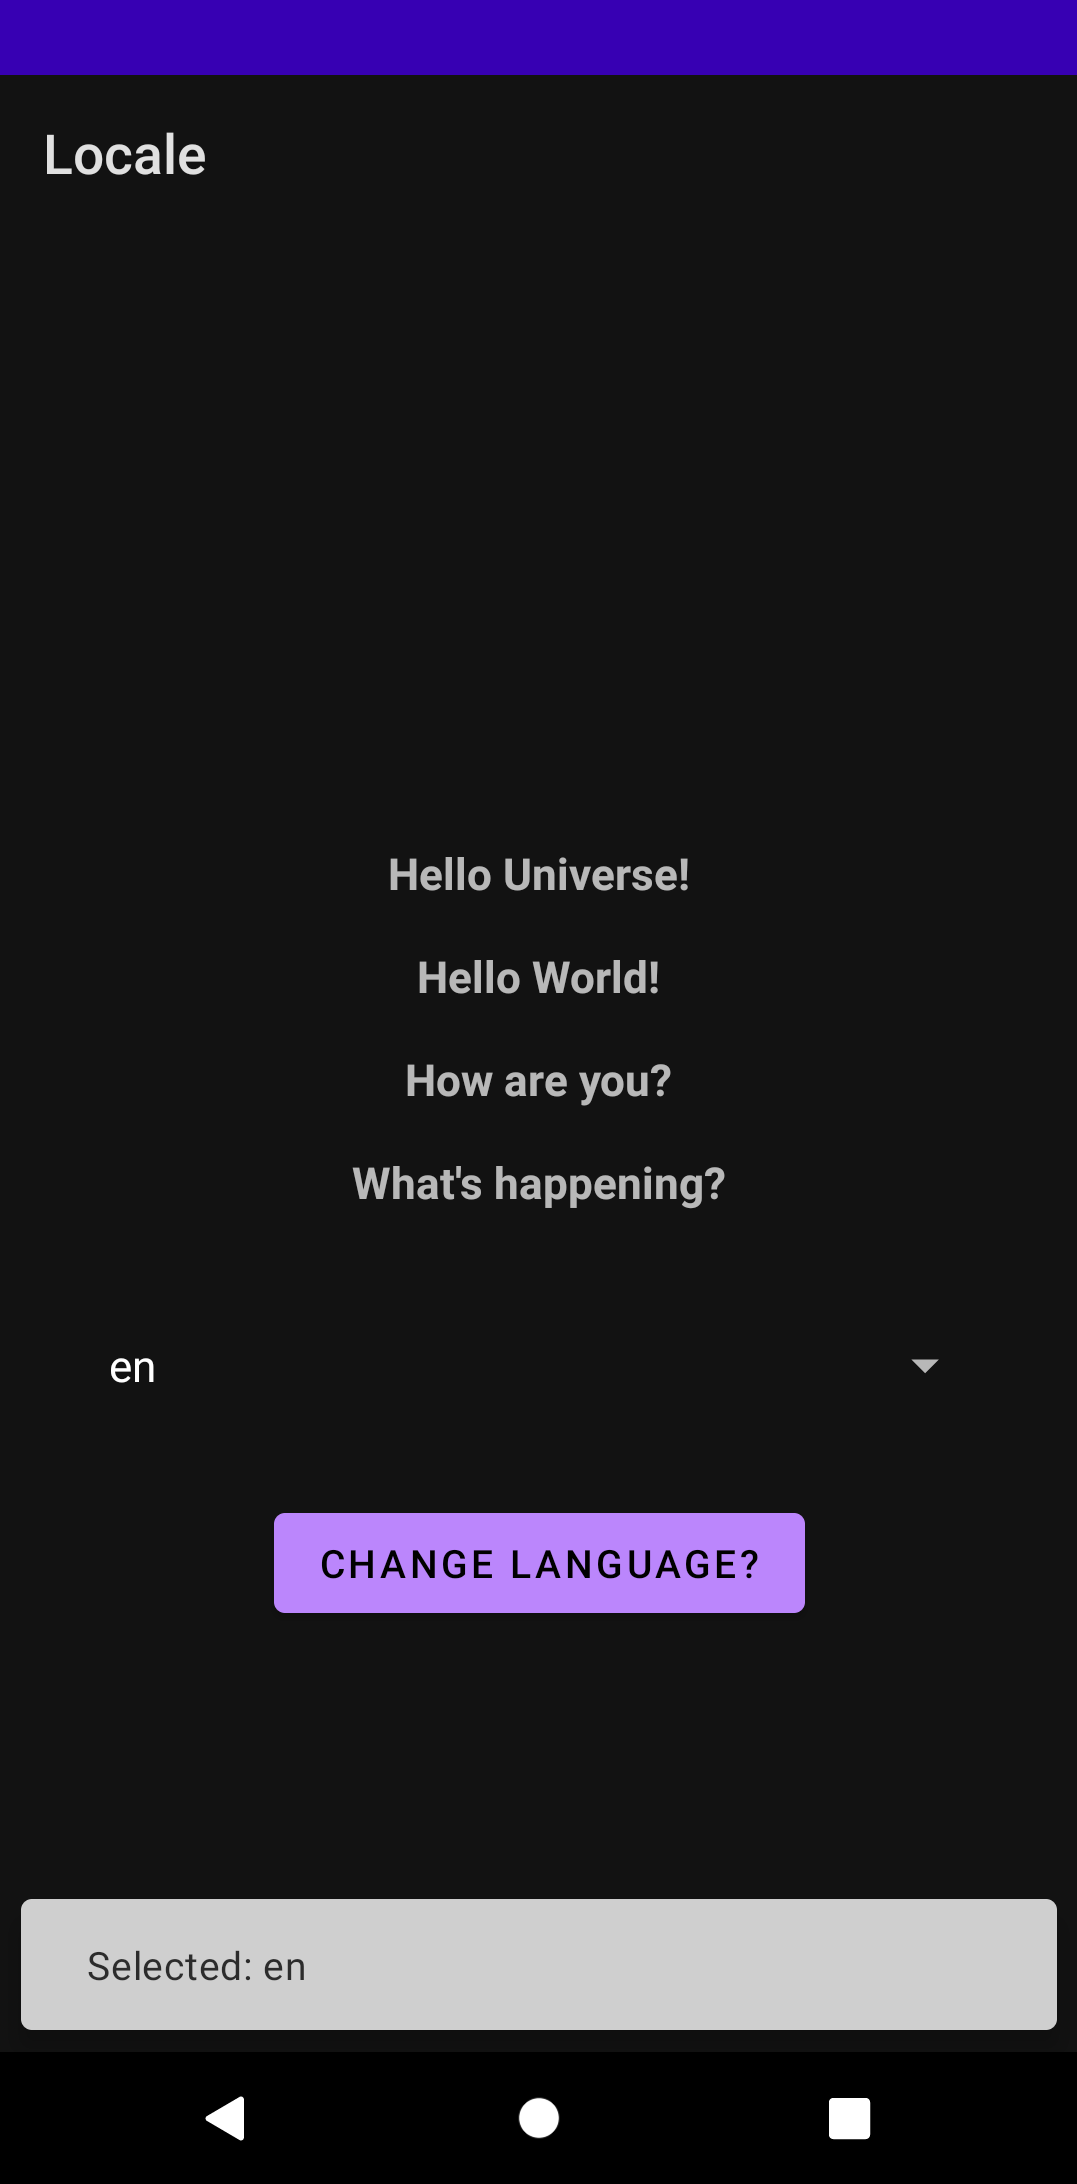 Locale
Hello Universe!
Hello World!
How are you?
What's happening?
en
CHANGE LANGUAGE?
Selected: en